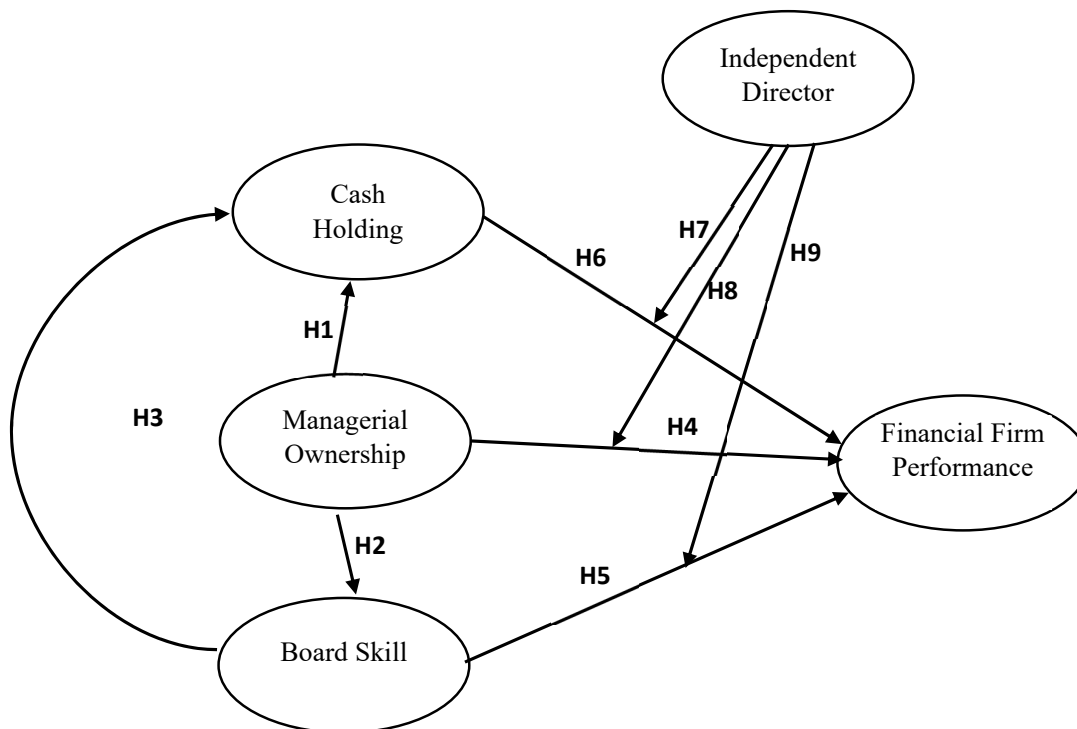 Independent
Director
Cash
Holding
H7
H6
H9
H8
H1
H3
Managerial
Ownership
H4
Financial Firm
Performance
H2
H5
Board Skill